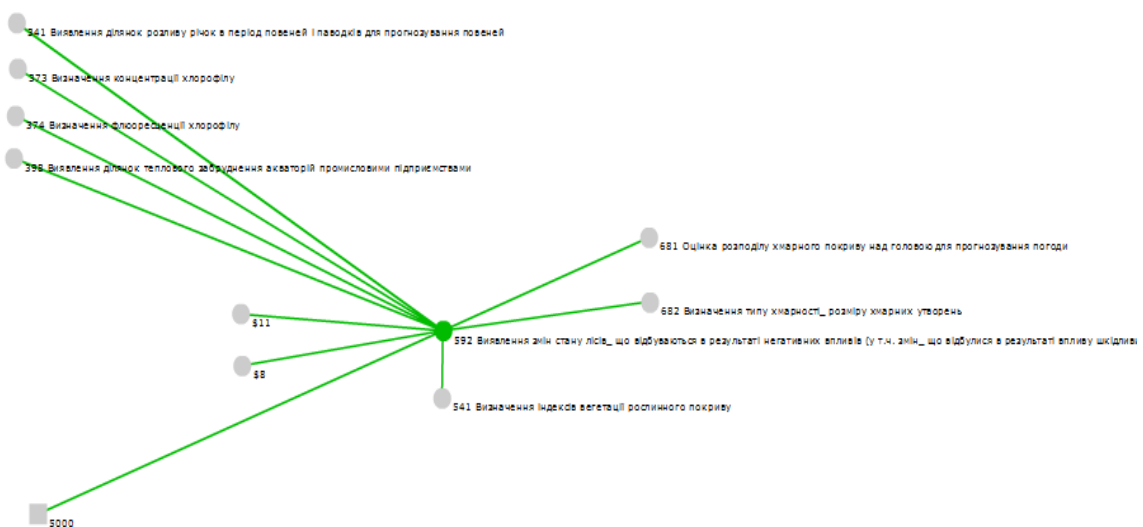 341 Виявлення ділянок розливу річок в період повеней і паводків для прогнозування повеней
373 Визначення концентрації хлорофілу
374 Визначення флюоресценції хлорофілу
398 Виявлення ділянок теплового забруднення акваторій промисловими підприємствами
681 Оцінка розподілу хмарного покриву над головою для прогнозування погоди
682 Визначення типу хмарності_ розміру хмарних утворень
$11
592 Виявлення змін стану лісів_ що відбуваються в результаті негативних впливів (у т.ч. змін_ що відбулися в результаті впливу шкідливи
$8
541 Визначення індексів вегетації рослинного покриву
5000